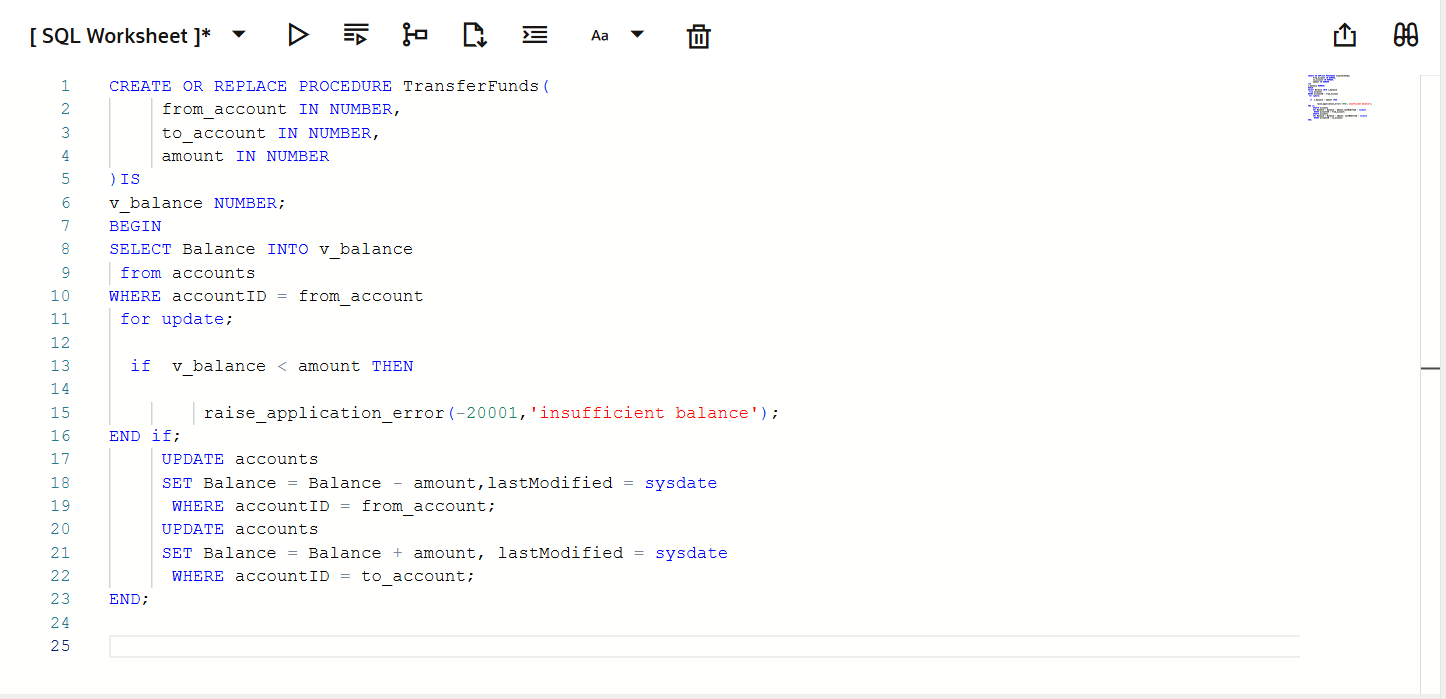 [ SQL Worksheet ]*
Aa
1 CREATE OR REPLACE PROCEDURE TransferFunds(
2 from_account IN NUMBER,
3 to_account IN NUMBER,
4 amount IN NUMBER
5 )IS
6 v_balance NUMBER;
7 BEGIN
8 SELECT Balance INTO v_balance
9 from accounts
10 WHERE accountID = from_account
11 for update;
12
13 if  v_balance < amount THEN
14
15 raise_application_error(-20001,'insufficient balance');
16 END if;
17 UPDATE accounts
18 SET Balance = Balance - amount,lastModified = sysdate
19 WHERE accountID = from_account;
20 UPDATE accounts
21 SET Balance = Balance + amount, lastModified = sysdate
22 WHERE accountID = to_account;
23 END;
24
25